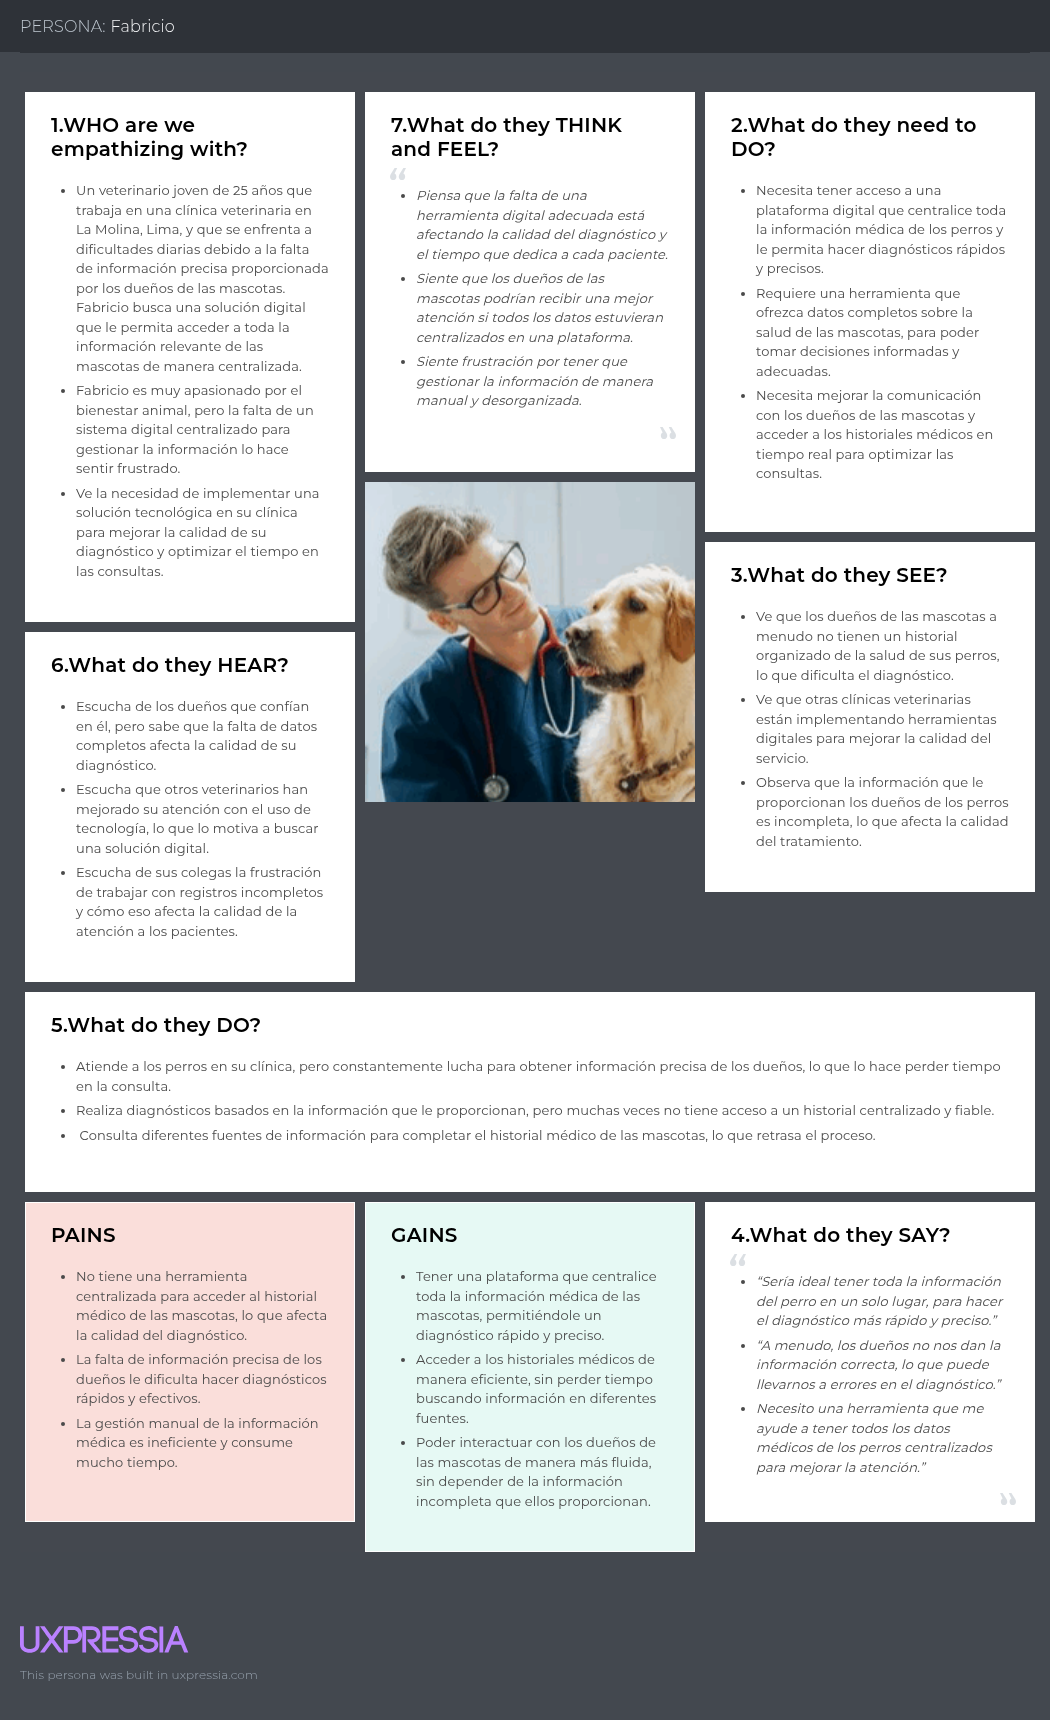 PERSONA: Fabricio
1.WHO are we
empathizing with?
• Un veterinario joven de 25 años que
trabaja en una clínica veterinaria en
La Molina, Lima, y que se enfrenta a
dificultades diarias debido a la falta
de información precisa proporcionada
por los dueños de las mascotas.
Fabricio busca una solución digital
que le permita acceder a toda la
información relevante de las
mascotas de manera centralizada.
• Fabricio es muy apasionado por el
bienestar animal, pero la falta de un
sistema digital centralizado para
gestionar la información lo hace
sentir frustrado.
• Ve la necesidad de implementar una
solución tecnológica en su clínica
para mejorar la calidad de su
diagnóstico y optimizar el tiempo en
las consultas.
7.What do they THINK
and FEEL?
“
• Piensa que la falta de una
herramienta digital adecuada está
afectando la calidad del diagnóstico y
el tiempo que dedica a cada paciente.
• Siente que los dueños de las
mascotas podrían recibir una mejor
atención si todos los datos estuvieran
centralizados en una plataforma.
• Siente frustración por tener que
gestionar la información de manera
manual y desorganizada.
”
2.What do they need to
DO?
• Necesita tener acceso a una
plataforma digital que centralice toda
la información médica de los perros y
le permita hacer diagnósticos rápidos
y precisos.
• Requiere una herramienta que
ofrezca datos completos sobre la
salud de las mascotas, para poder
tomar decisiones informadas y
adecuadas.
• Necesita mejorar la comunicación
con los dueños de las mascotas y
acceder a los historiales médicos en
tiempo real para optimizar las
consultas.
3.What do they SEE?
• Ve que los dueños de las mascotas a
menudo no tienen un historial
organizado de la salud de sus perros,
lo que dificulta el diagnóstico.
• Ve que otras clínicas veterinarias
están implementando herramientas
digitales para mejorar la calidad del
servicio.
• Observa que la información que le
proporcionan los dueños de los perros
es incompleta, lo que afecta la calidad
del tratamiento.
6.What do they HEAR?
• Escucha de los dueños que confían
en él, pero sabe que la falta de datos
completos afecta la calidad de su
diagnóstico.
• Escucha que otros veterinarios han
mejorado su atención con el uso de
tecnología, lo que lo motiva a buscar
una solución digital.
• Escucha de sus colegas la frustración
de trabajar con registros incompletos
y cómo eso afecta la calidad de la
atención a los pacientes.
5.What do they DO?
• Atiende a los perros en su clínica, pero constantemente lucha para obtener información precisa de los dueños, lo que lo hace perder tiempo
en la consulta.
• Realiza diagnósticos basados en la información que le proporcionan, pero muchas veces no tiene acceso a un historial centralizado y fiable.
• Consulta diferentes fuentes de información para completar el historial médico de las mascotas, lo que retrasa el proceso.
PAINS
• No tiene una herramienta
centralizada para acceder al historial
médico de las mascotas, lo que afecta
la calidad del diagnóstico.
• La falta de información precisa de los
dueños le dificulta hacer diagnósticos
rápidos y efectivos.
• La gestión manual de la información
médica es ineficiente y consume
mucho tiempo.
GAINS
• Tener una plataforma que centralice
toda la información médica de las
mascotas, permitiéndole un
diagnóstico rápido y preciso.
• Acceder a los historiales médicos de
manera eficiente, sin perder tiempo
buscando información en diferentes
fuentes.
• Poder interactuar con los dueños de
las mascotas de manera más fluida,
sin depender de la información
incompleta que ellos proporcionan.
4.What do they SAY?
“
• “Sería ideal tener toda la información
del perro en un solo lugar, para hacer
el diagnóstico más rápido y preciso.”
• “A menudo, los dueños no nos dan la
información correcta, lo que puede
llevarnos a errores en el diagnóstico.”
• Necesito una herramienta que me
ayude a tener todos los datos
médicos de los perros centralizados
para mejorar la atención.”
”
UXPRESSIA
This persona was built in uxpressia.com